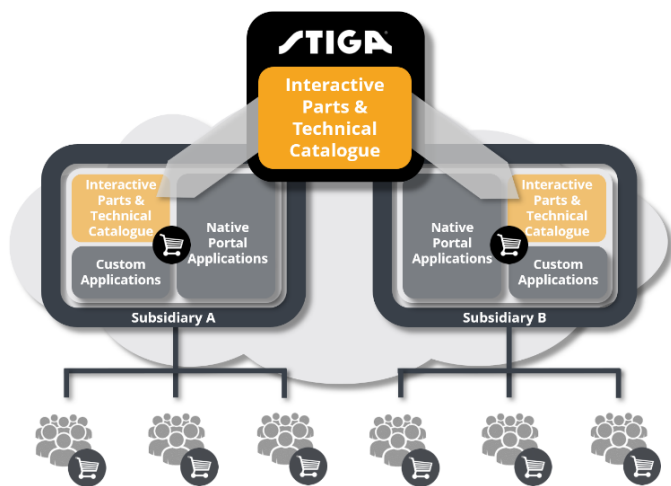 STIGA
Interactive
Parts &
Technical
Catalogue
Interactive
Parts &
Technical
Catalogue
Native
Portal
Applications
Custom
Applications
Subsidiary A
Native
Portal
Applications
Interactive
Parts &
Technical
Catalogue
Custom
Applications
Subsidiary B